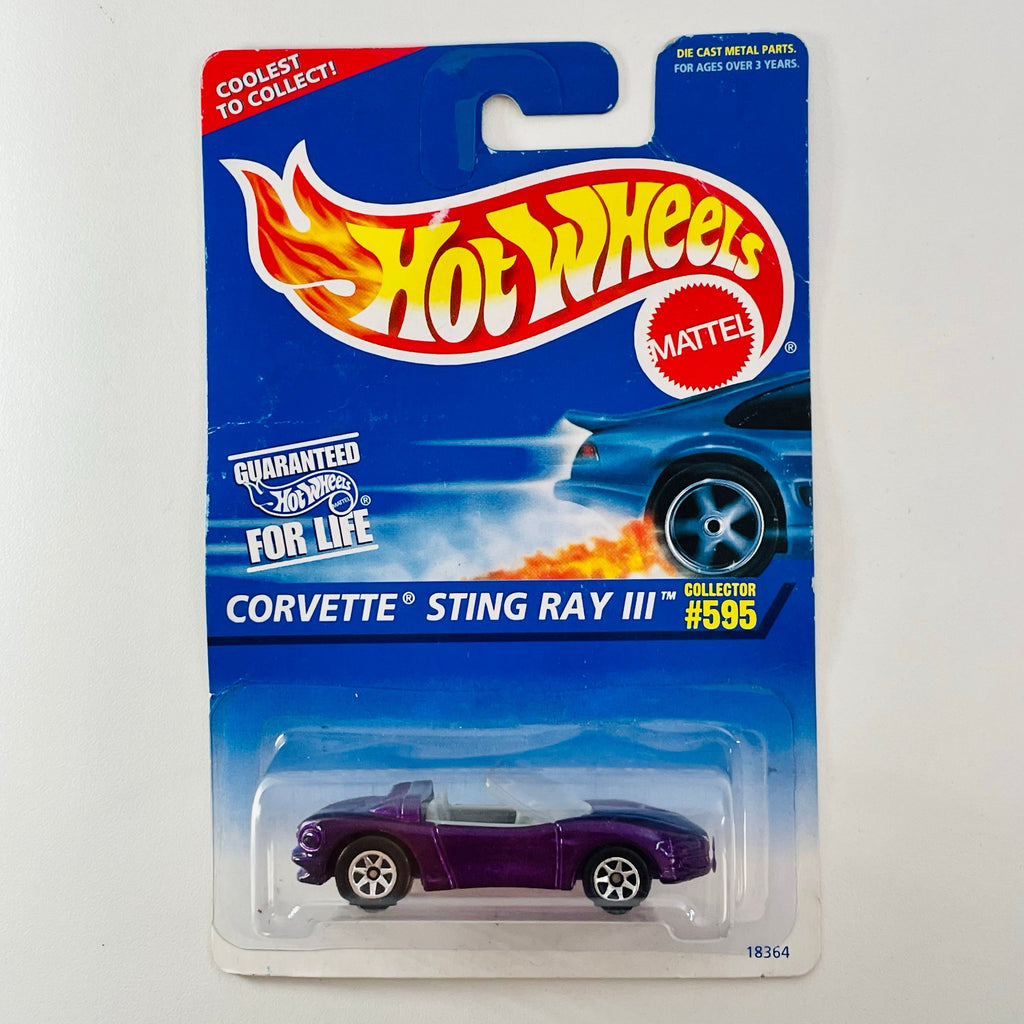 COOLEST
TO COLLECT!
DIE CAST METAL PARTS.
FOR AGES OVER 3 YEARS.
HOT WHEELS
MATTEL
®
GUARANTEED
HOT WHEELS ®
MATTEL
FOR LIFE
CORVETTE® STING RAY III™
COLLECTOR
#595
18364